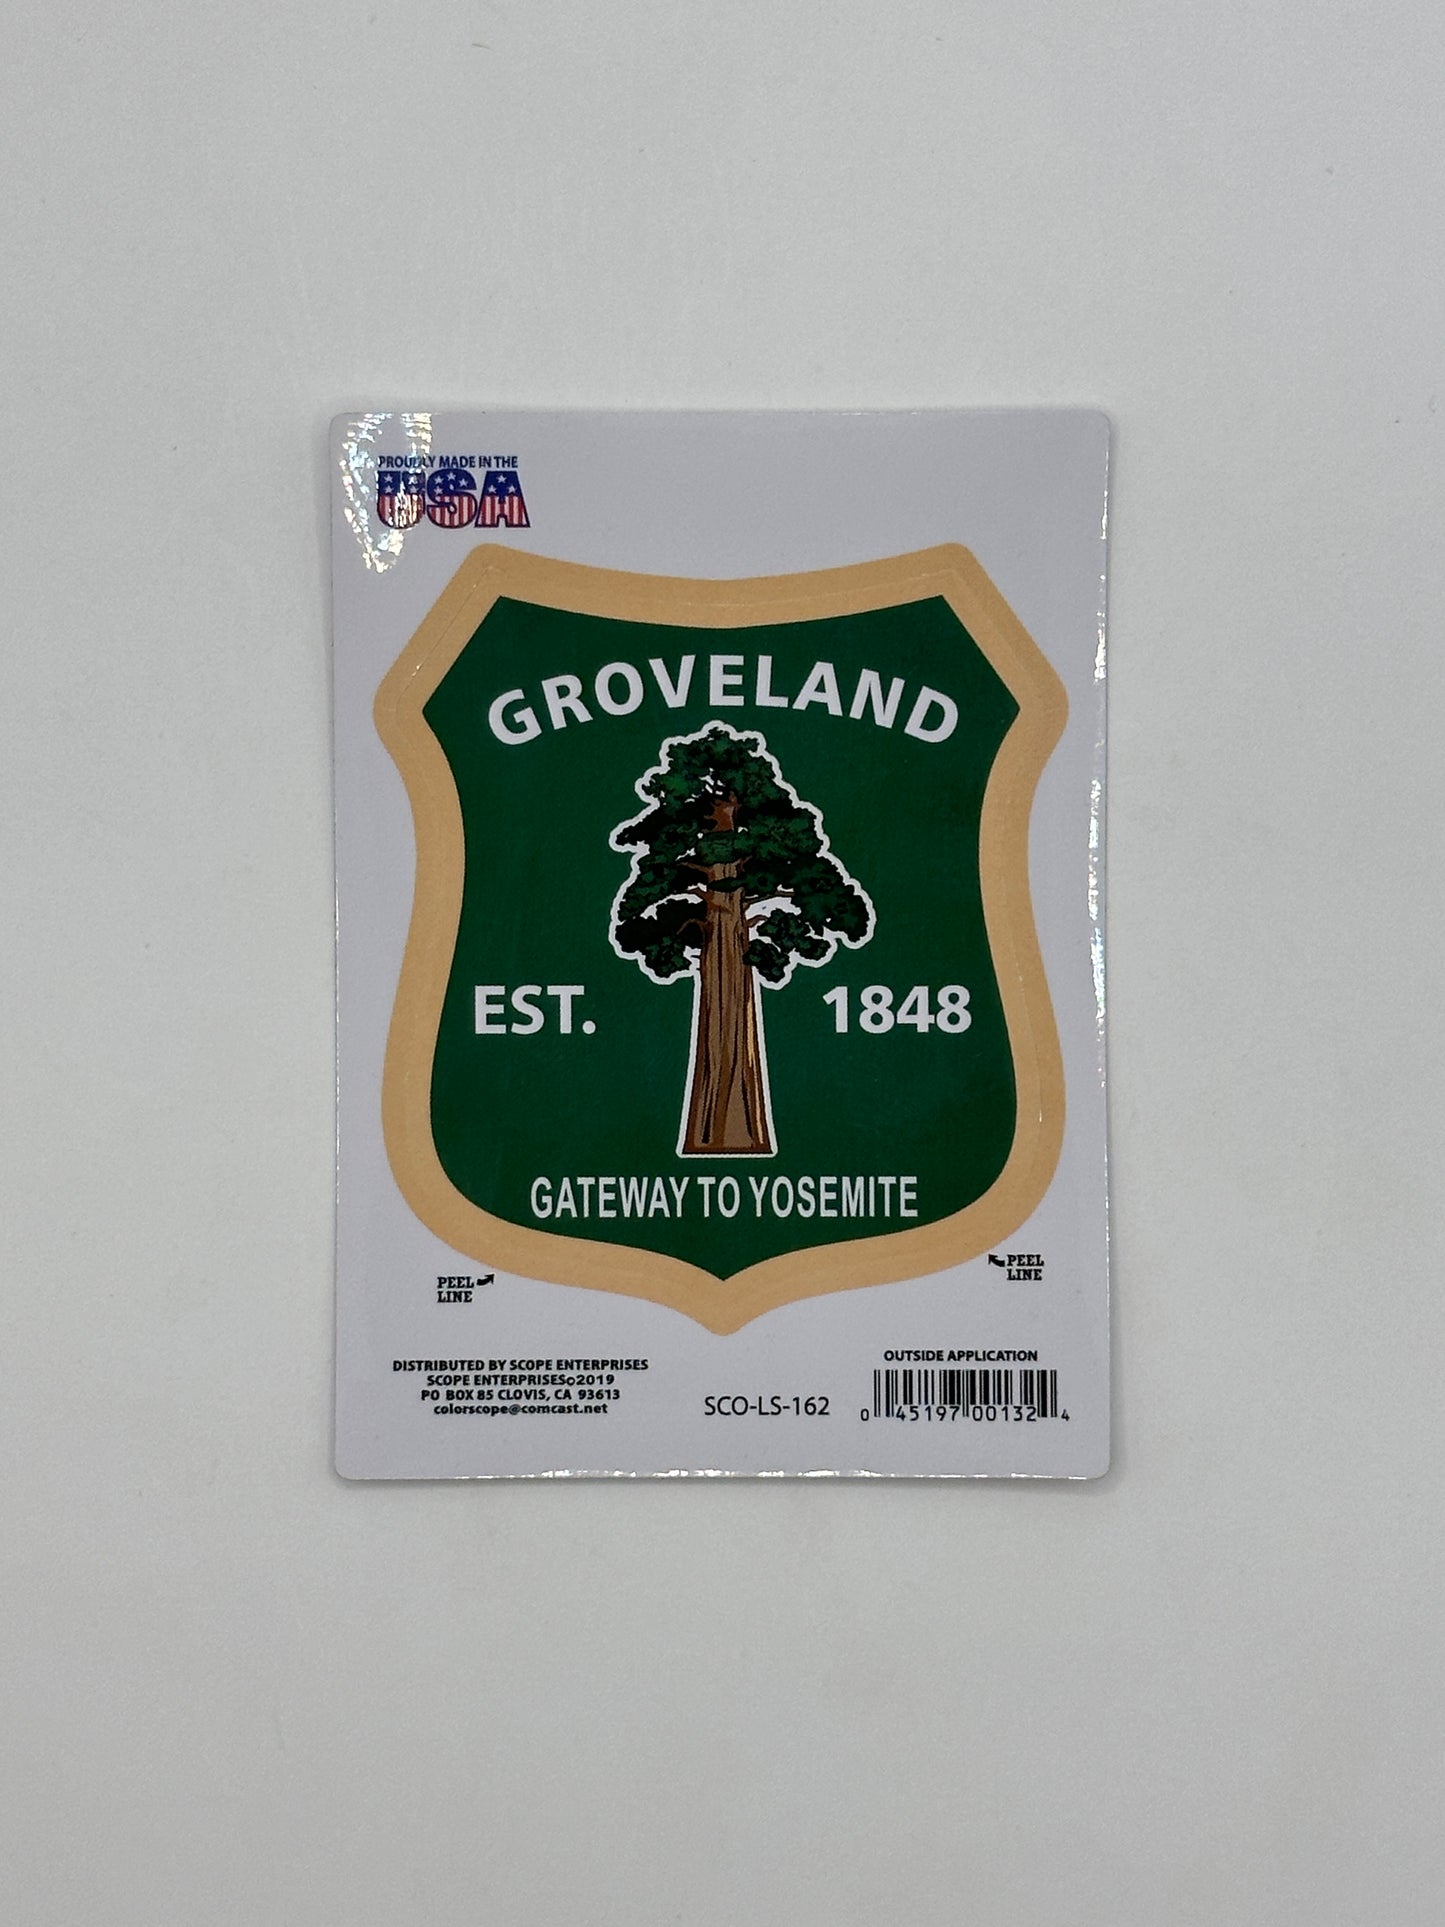 PROUDLY MADE IN THE
USA
GROVELAND
EST. 1848
GATEWAY TO YOSEMITE
PEEL
LINE
PEEL
LINE
DISTRIBUTED BY SCOPE ENTERPRISES
SCOPE ENTERPRISES©2019
PO BOX 85 CLOVIS, CA 93613
colorscope@comcast.net
SCO-LS-162
OUTSIDE APPLICATION
0 45197 00132 4